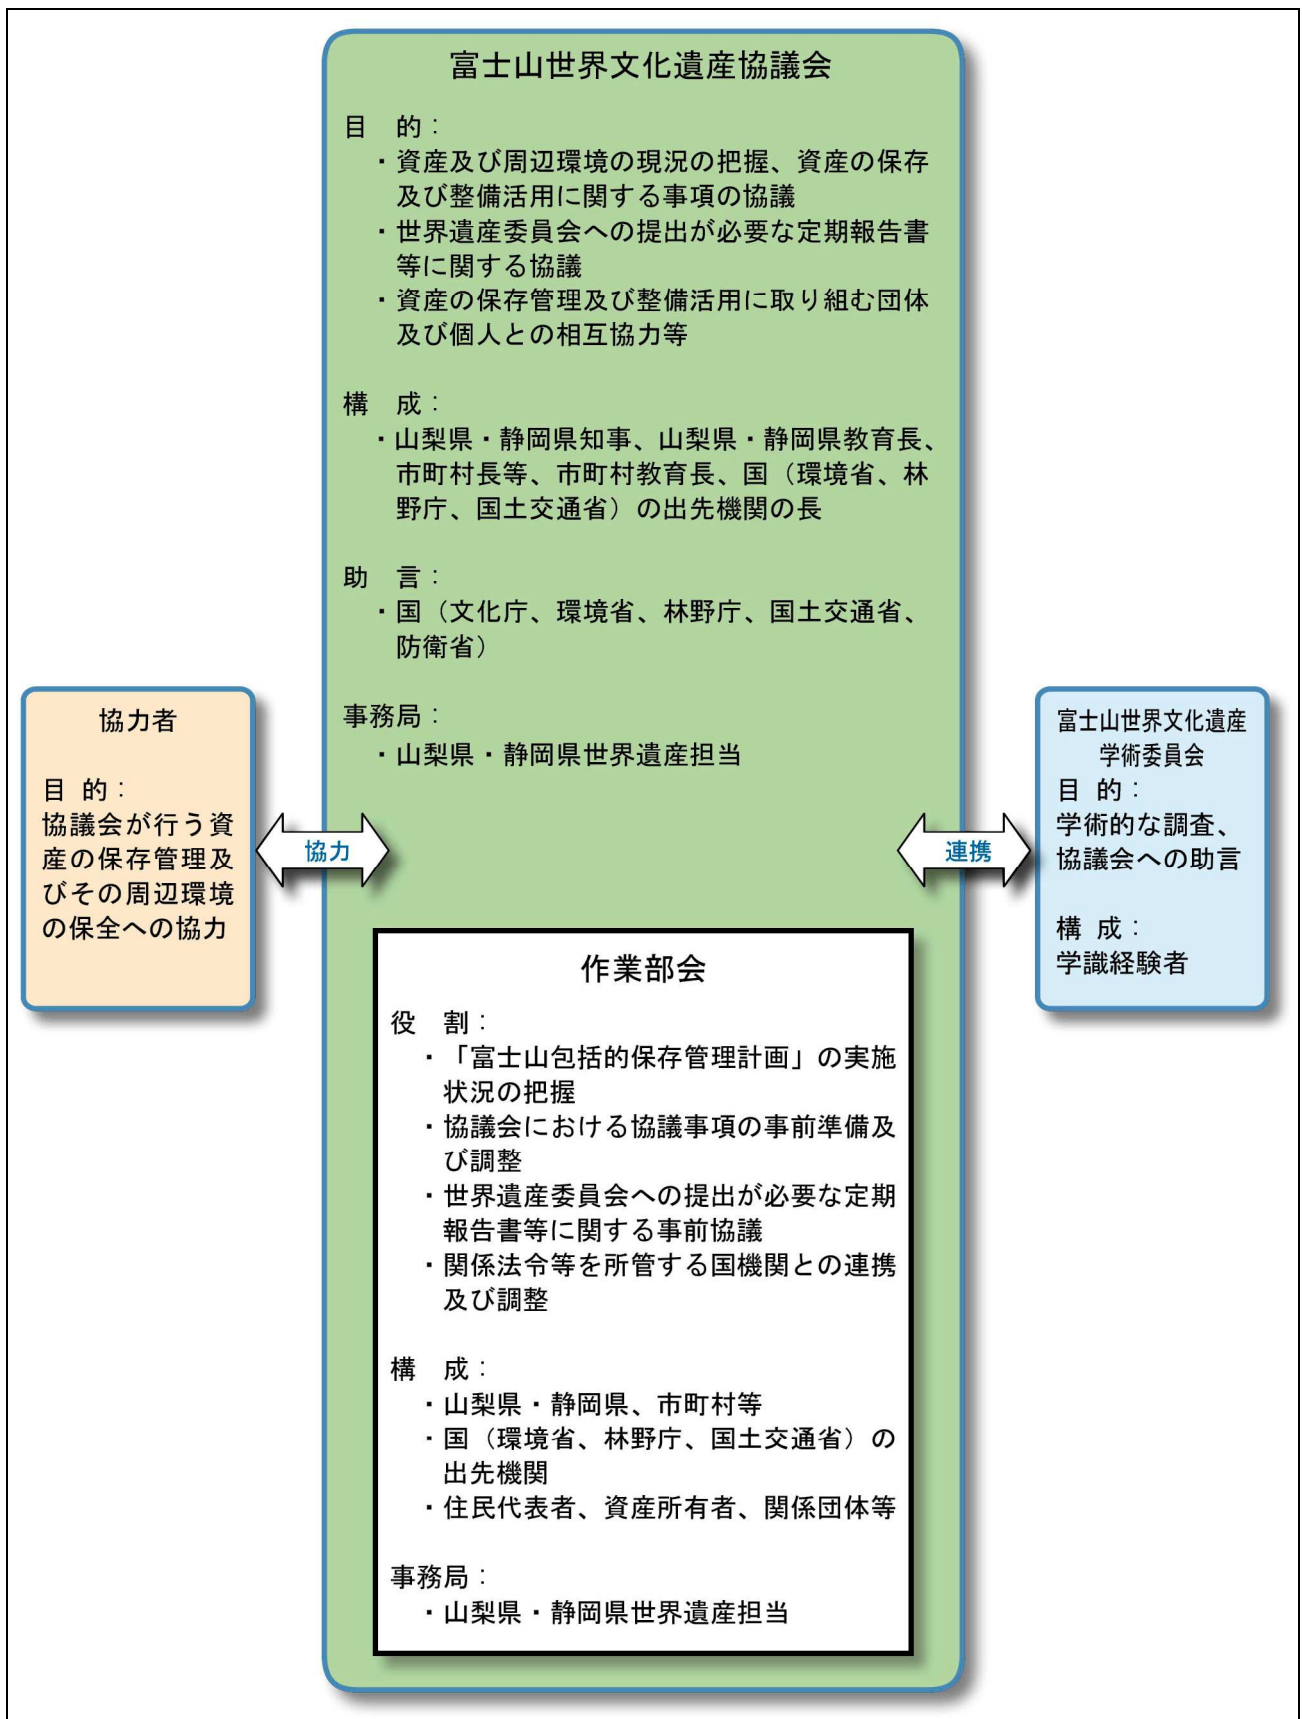 富士山世界文化遺産協議会
目　的：
・資産及び周辺環境の現況の把握、資産の保存
及び整備活用に関する事項の協議
・世界遺産委員会への提出が必要な定期報告書
等に関する協議
・資産の保存管理及び整備活用に取り組む団体
及び個人との相互協力等
構　成：
・山梨県・静岡県知事、山梨県・静岡県教育長、
市町村長等、市町村教育長、国（環境省、林
野庁、国土交通省）の出先機関の長
助　言：
・国（文化庁、環境省、林野庁、国土交通省、
防衛省）
事務局：
・山梨県・静岡県世界遺産担当
協力者
目 的：
協議会が行う資
産の保存管理及
びその周辺環境
の保全への協力
協力
連携
富士山世界文化遺産
学術委員会
目 的：
学術的な調査、
協議会への助言
構 成：
学識経験者
作業部会
役　割：
・「富士山包括的保存管理計画」の実施
状況の把握
・協議会における協議事項の事前準備及
び調整
・世界遺産委員会への提出が必要な定期
報告書等に関する事前協議
・関係法令等を所管する国機関との連携
及び調整
構　成：
・山梨県・静岡県、市町村等
・国（環境省、林野庁、国土交通省）の
出先機関
・住民代表者、資産所有者、関係団体等
事務局：
・山梨県・静岡県世界遺産担当